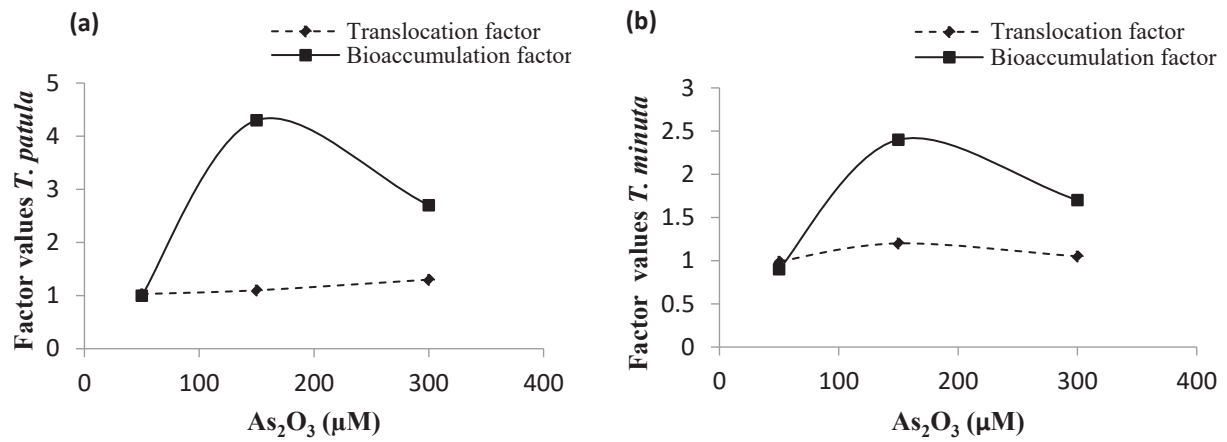 (a)
Translocation factor
Bioaccumulation factor
5
4
3
2
1
0
Factor values T. patula
0 100 200 300 400
As₂O₃ (µM)
(b)
Translocation factor
Bioaccumulation factor
3
2.5
2
1.5
1
0.5
0
Factor values T. minuta
0 100 200 300 400
As₂O₃ (µM)